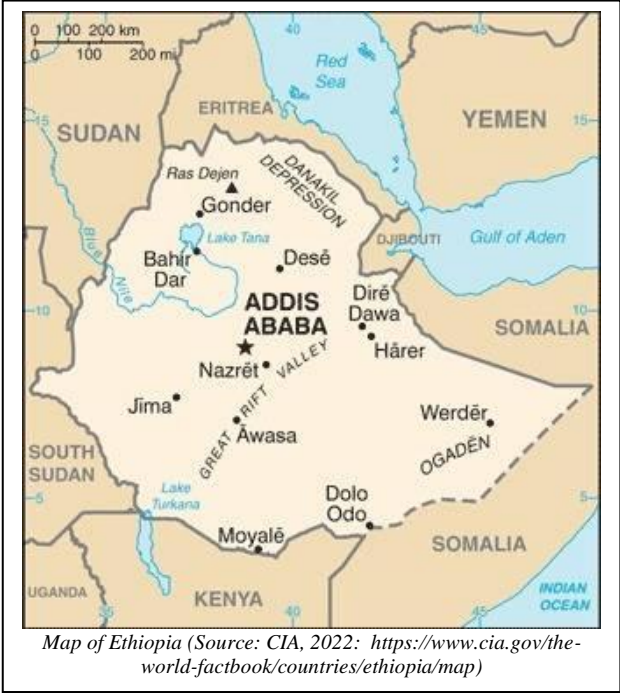 0 100 200 km
0 100 200 mi
40
45
Red
Sea
ERITREA
15
SUDAN
YEMEN
15
Ras Dejen
DANAKIL
DEPRESSION
Gonder
Lake Tana
DJIBOUTI
Gulf of Aden
Blue
Nile
Bahir
Dar
Desē
10
ADDIS
ABABA
Dirē
Dawa
10
SOMALIA
Hārer
Nazrēt
GREAT RIFT VALLEY
Jīma
Āwasa
Werdēr
OGADĒN
SOUTH
SUDAN
5
Lake
Turkana
Dolo
Odo
5
Moyalē
SOMALIA
UGANDA
35
KENYA
40
45
INDIAN
OCEAN
Map of Ethiopia (Source: CIA, 2022: https://www.cia.gov/the-
world-factbook/countries/ethiopia/map)